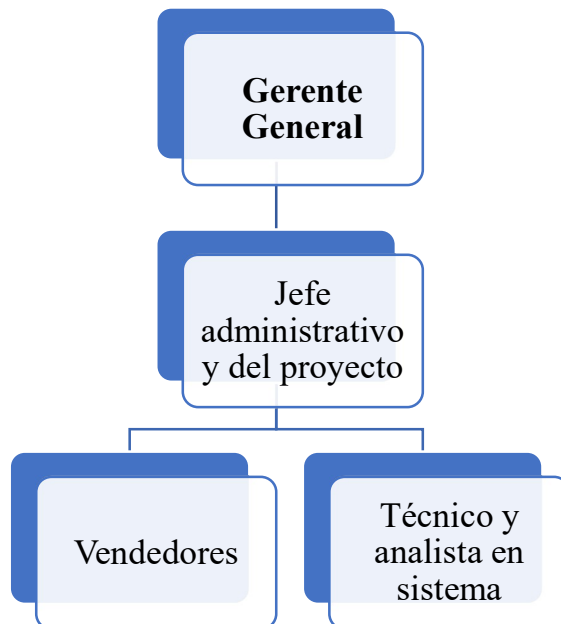 Gerente
General
Jefe
administrativo
y del proyecto
Vendedores
Técnico y
analista en
sistema